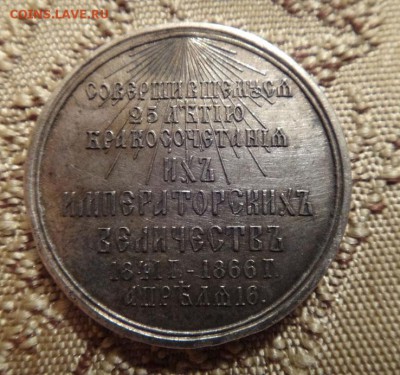 COINS.LAVE.RU
СОВЕРШИВШЕМУСЯ
25 ЛѢТІЮ
БРАКОСОЧЕТАНІЯ
ИХЪ
ИМПЕРАТОРСКИХЪ
ВЕЛИЧЕСТВЪ
1841 Г. - 1866 Г.
АПРѢЛЯ 16.